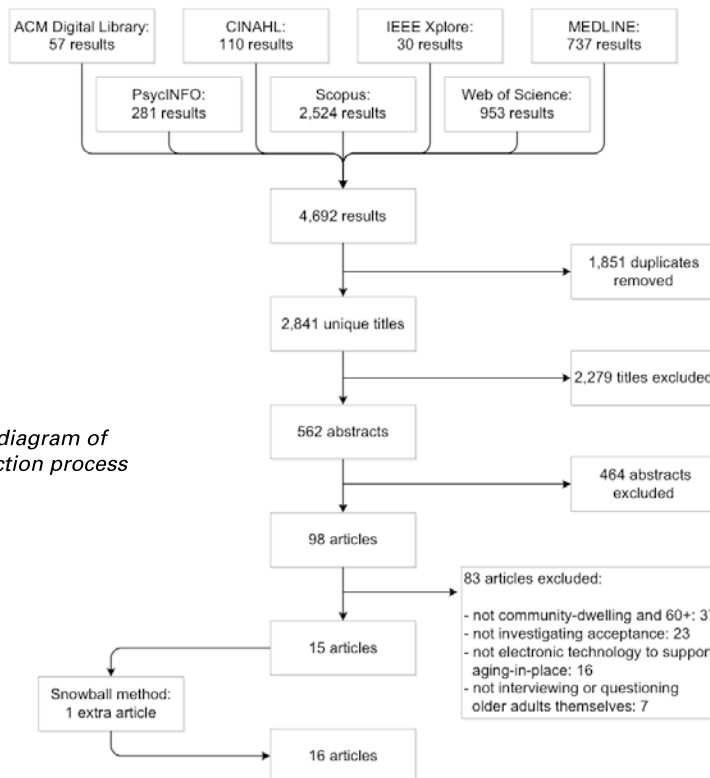 ACM Digital Library:
57 results
CINAHL:
110 results
IEEE Xplore:
30 results
MEDLINE:
737 results
PsycINFO:
281 results
Scopus:
2,524 results
Web of Science:
953 results
4,692 results
1,851 duplicates
removed
2,841 unique titles
2,279 titles excluded
562 abstracts
diagram of
ction process
464 abstracts
excluded
98 articles
83 articles excluded:
- not community-dwelling and 60+: 37
- not investigating acceptance: 23
- not electronic technology to support
aging-in-place: 16
- not interviewing or questioning
older adults themselves: 7
15 articles
Snowball method:
1 extra article
16 articles